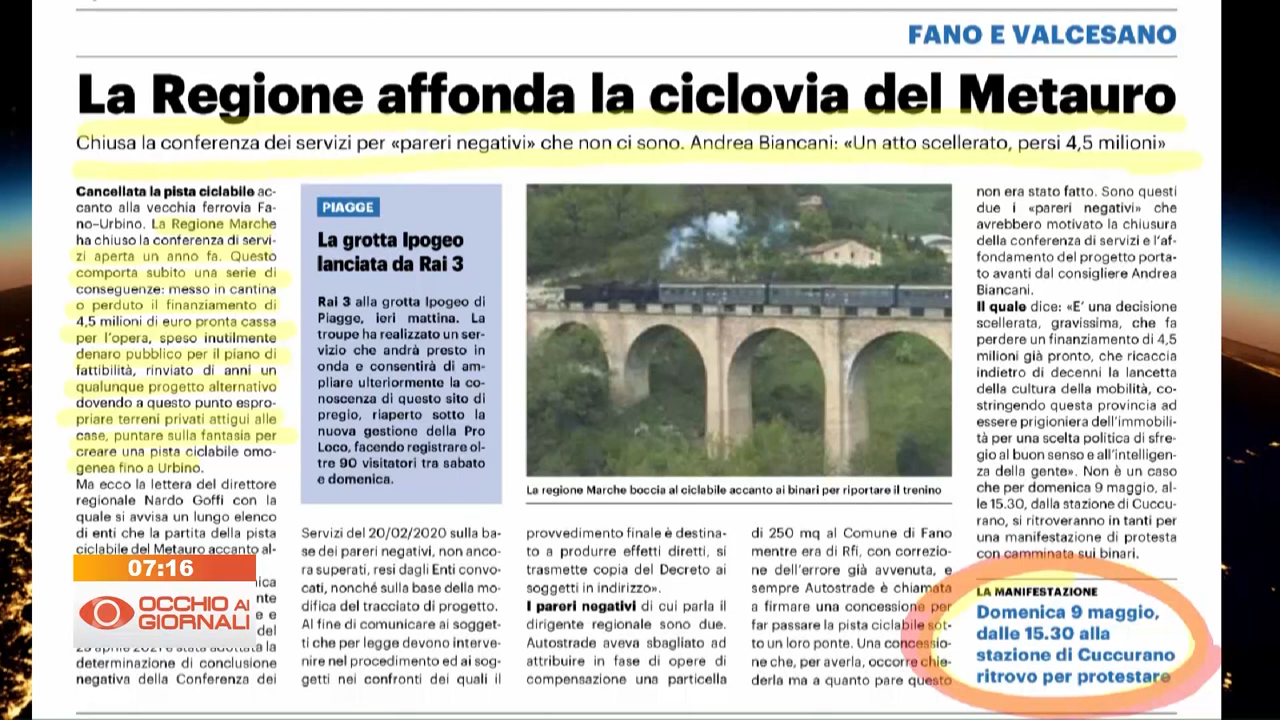 FANO E VALCESANO
La Regione affonda la ciclovia del Metauro
Chiusa la conferenza dei servizi per «pareri negativi» che non ci sono. Andrea Biancani: «Un atto scellerato, persi 4,5 milioni»
Cancellata la pista ciclabile ac-
canto alla vecchia ferrovia Fa-
no–Urbino. La Regione Marche
ha chiuso la conferenza di servi-
zi aperta un anno fa. Questo
comporta subito una serie di
conseguenze: messo in cantina
o perduto il finanziamento di
4,5 milioni di euro pronta cassa
per l'opera, speso inutilmente
denaro pubblico per il piano di
fattibilità, rinviato di anni un
qualunque progetto alternativo
dovendo a questo punto espro-
priare terreni privati attigui alle
case, puntare sulla fantasia per
creare una pista ciclabile omo-
genea fino a Urbino.
Ma ecco la lettera del direttore
regionale Nardo Goffi con la
quale si avvisa un lungo elenco
di enti che la partita della pista
ciclabile del Metauro accanto al-
nica
nte
e e
del
la
determinazione di conclusione
negativa della Conferenza dei
07:16
OCCHIO AI
GIORNALI
PIAGGE
La grotta Ipogeo
lanciata da Rai 3
Rai 3 alla grotta Ipogeo di
Piagge, ieri mattina. La
troupe ha realizzato un ser-
vizio che andrà presto in
onda e consentirà di am-
pliare ulteriormente la co-
noscenza di questo sito di
pregio, riaperto sotto la
nuova gestione della Pro
Loco, facendo registrare ol-
tre 90 visitatori tra sabato
e domenica.
La regione Marche boccia al ciclabile accanto ai binari per riportare il trenino
Servizi del 20/02/2020 sulla ba-
se dei pareri negativi, non anco-
ra superati, resi dagli Enti convo-
cati, nonché sulla base della mo-
difica del tracciato di progetto.
Al fine di comunicare ai sogget-
ti che per legge devono interve-
nire nel procedimento ed ai sog-
getti nei confronti dei quali il
provvedimento finale è destina-
to a produrre effetti diretti, si
trasmette copia del Decreto ai
soggetti in indirizzo».
I pareri negativi di cui parla il
dirigente regionale sono due.
Autostrade aveva sbagliato ad
attribuire in fase di opere di
compensazione una particella
di 250 mq al Comune di Fano
mentre era di Rfi, con correzio-
ne dell'errore già avvenuta, e
sempre Autostrade è chiamata
a firmare una concessione per
far passare la pista ciclabile sot-
to un loro ponte. Una concessio-
ne che, per averla, occorre chie-
derla ma a quanto pare questo
non era stato fatto. Sono questi
due i «pareri negativi» che
avrebbero motivato la chiusura
della conferenza di servizi e l'af-
fondamento del progetto porta-
to avanti dal consigliere Andrea
Biancani.
Il quale dice: «E' una decisione
scellerata, gravissima, che fa
perdere un finanziamento di 4,5
milioni già pronto, che ricaccia
indietro di decenni la lancetta
della cultura della mobilità, co-
stringendo questa provincia ad
essere prigioniera dell'immobili-
tà per una scelta politica di sfre-
gio al buon senso e all'intelligen-
za della gente». Non è un caso
che per domenica 9 maggio, al-
le 15.30, dalla stazione di Cuccu-
rano, si ritroveranno in tanti per
una manifestazione di protesta
con camminata sui binari.
LA MANIFESTAZIONE
Domenica 9 maggio,
dalle 15.30 alla
stazione di Cuccurano
ritrovo per protestare